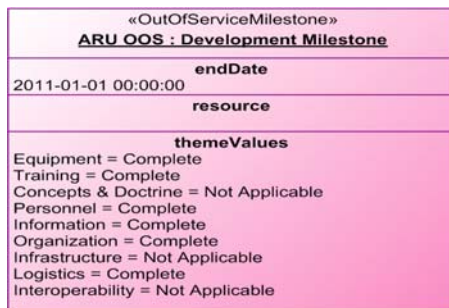 «OutOfServiceMilestone»
ARU OOS : Development Milestone
endDate
2011-01-01 00:00:00
resource
themeValues
Equipment = Complete
Training = Complete
Concepts & Doctrine = Not Applicable
Personnel = Complete
Information = Complete
Organization = Complete
Infrastructure = Not Applicable
Logistics = Complete
Interoperability = Not Applicable